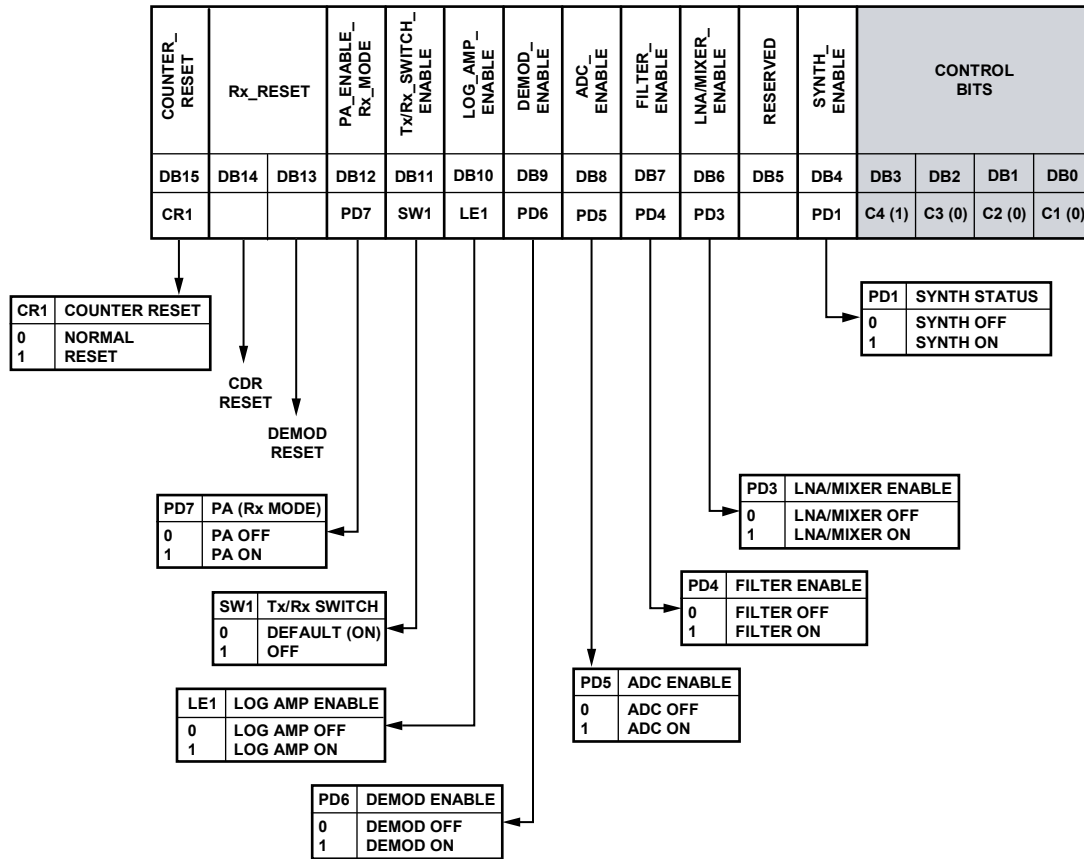 COUNTER_
RESET
Rx_RESET
PA_ENABLE_
Rx_MODE
Tx/Rx_SWITCH_
ENABLE
LOG_AMP_
ENABLE
DEMOD_
ENABLE
ADC_
ENABLE
FILTER_
ENABLE
LNA/MIXER_
ENABLE
RESERVED
SYNTH_
ENABLE
CONTROL
BITS
DB15 DB14 DB13 DB12 DB11 DB10 DB9 DB8 DB7 DB6 DB5 DB4 DB3 DB2 DB1 DB0
CR1 PD7 SW1 LE1 PD6 PD5 PD4 PD3 PD1 C4 (1) C3 (0) C2 (0) C1 (0)
CR1 COUNTER RESET
0 NORMAL
1 RESET
PD1 SYNTH STATUS
0 SYNTH OFF
1 SYNTH ON
CDR
RESET
DEMOD
RESET
PD7 PA (Rx MODE)
0 PA OFF
1 PA ON
PD3 LNA/MIXER ENABLE
0 LNA/MIXER OFF
1 LNA/MIXER ON
SW1 Tx/Rx SWITCH
0 DEFAULT (ON)
1 OFF
PD4 FILTER ENABLE
0 FILTER OFF
1 FILTER ON
LE1 LOG AMP ENABLE
0 LOG AMP OFF
1 LOG AMP ON
PD5 ADC ENABLE
0 ADC OFF
1 ADC ON
PD6 DEMOD ENABLE
0 DEMOD OFF
1 DEMOD ON